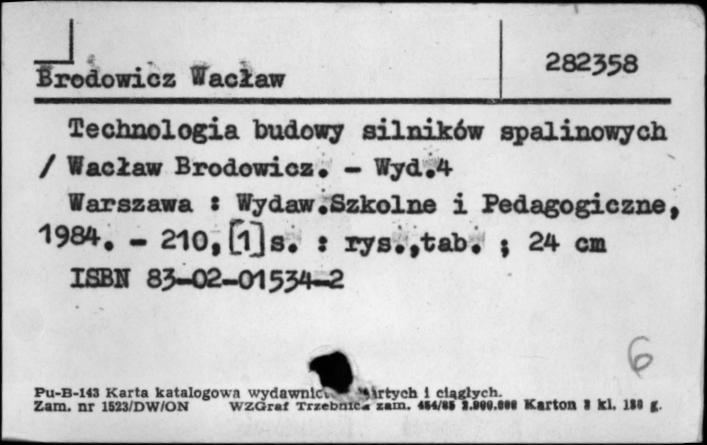 Brodowicz Wacław
282358
Technologia budowy silników spalinowych
/ Wacław Brodowicz. - Wyd.4
Warszawa : Wydaw.Szkolne i Pedagogiczne,
1984. - 210,[1]s. : rys.,tab. ; 24 cm
ISBN 83-02-01534-2
6
Pu-B-143 Karta katalogowa i ciągłych.
Zam. nr 1523/DW/ON WZGraf Trzebnica zam. Karton kl. g.